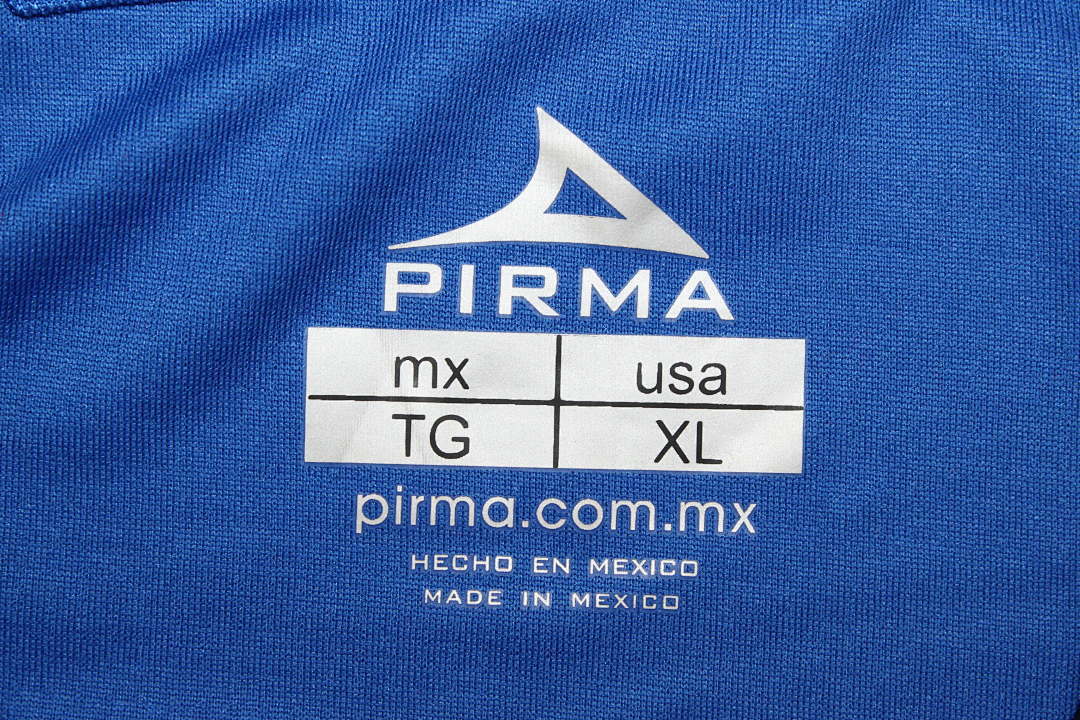 PIRMA
mx usa
TG XL
pirma.com.mx
HECHO EN MEXICO
MADE IN MEXICO